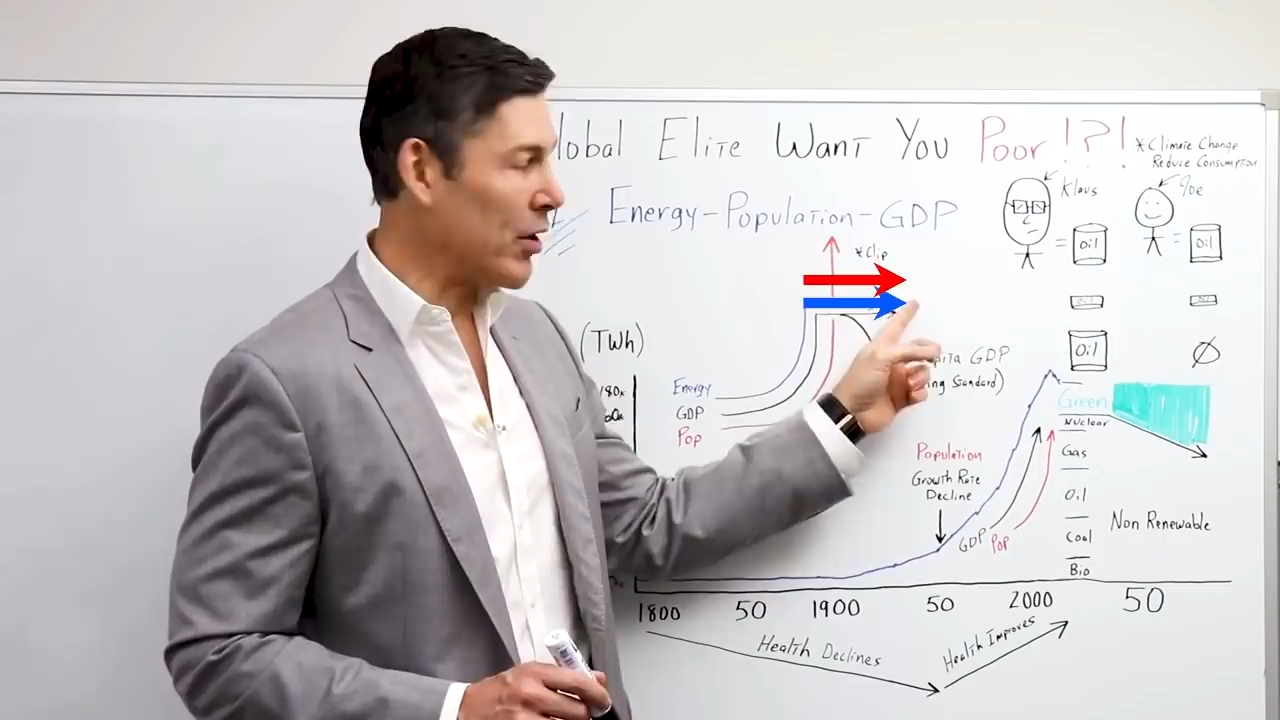 lobal Elite Want You Poor!?!
*Climate Change
Reduce Consumption
Energy-Population-GDP
Klaus
Joe
= Oil
= Oil
*Clip
Oil
(TWh)
GDP
Standard)
180K
Energy
GDP
Pop
Green
Nuclear
Gas
Oil
Coal
Bio
Population
Growth Rate
Decline
GDP
Pop
Non Renewable
1800
50
1900
50
2000
50
Health Declines
Health Improves